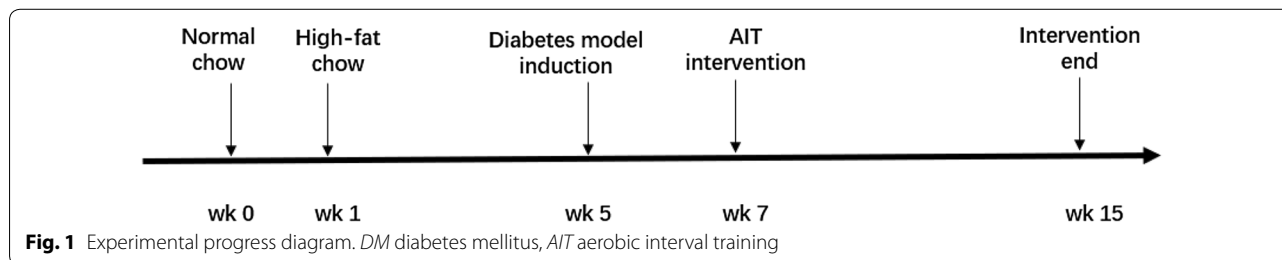 Normal chow
High-fat chow
Diabetes model induction
AIT intervention
Intervention end
wk 0
wk 1
wk 5
wk 7
wk 15
Fig. 1 Experimental progress diagram. DM diabetes mellitus, AIT aerobic interval training